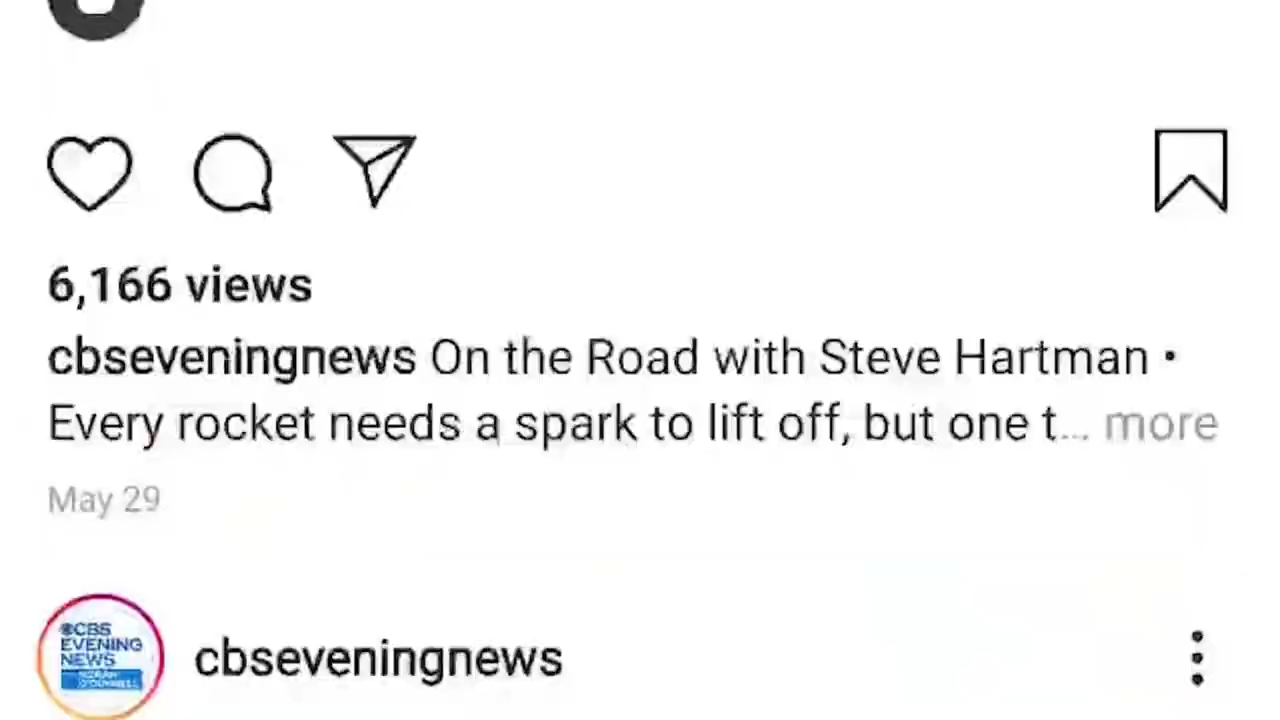 6,166 views
cbseveningnews On the Road with Steve Hartman •
Every rocket needs a spark to lift off, but one t... more
May 29
CBS
EVENING
NEWS
cbseveningnews